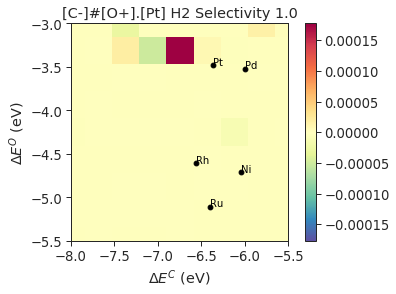 [C-]#[O+].[Pt] H2 Selectivity 1.0
−3.0
−3.5
−4.0
−4.5
−5.0
−5.5
ΔE^O (eV)
Pt
Pd
Rh
Ni
Ru
−8.0 −7.5 −7.0 −6.5 −6.0 −5.5
ΔE^C (eV)
0.00015
0.00010
0.00005
0.00000
−0.00005
−0.00010
−0.00015